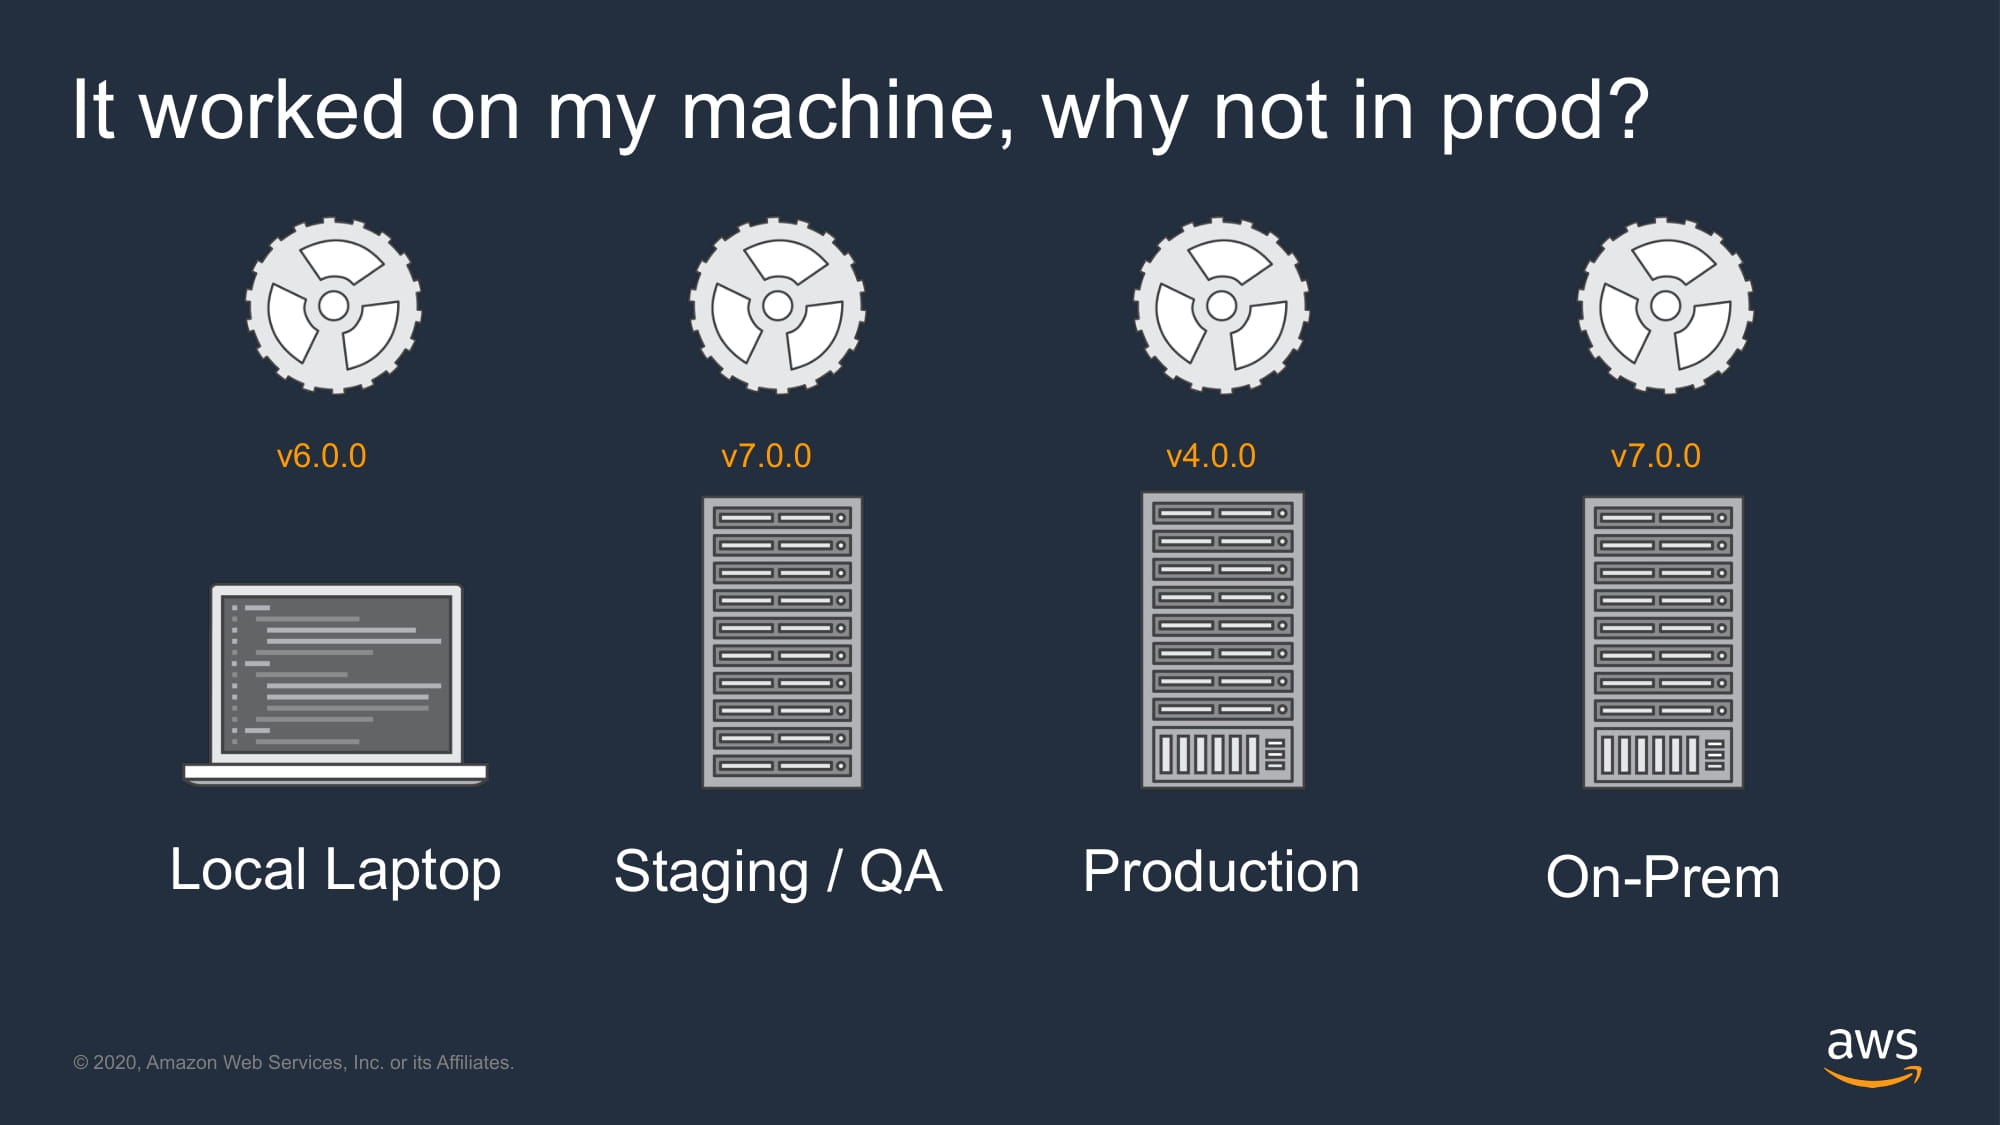 It worked on my machine, why not in prod?
v6.0.0
v7.0.0
v4.0.0
v7.0.0
Local Laptop
Staging / QA
Production
On-Prem
© 2020, Amazon Web Services, Inc. or its Affiliates.
aws